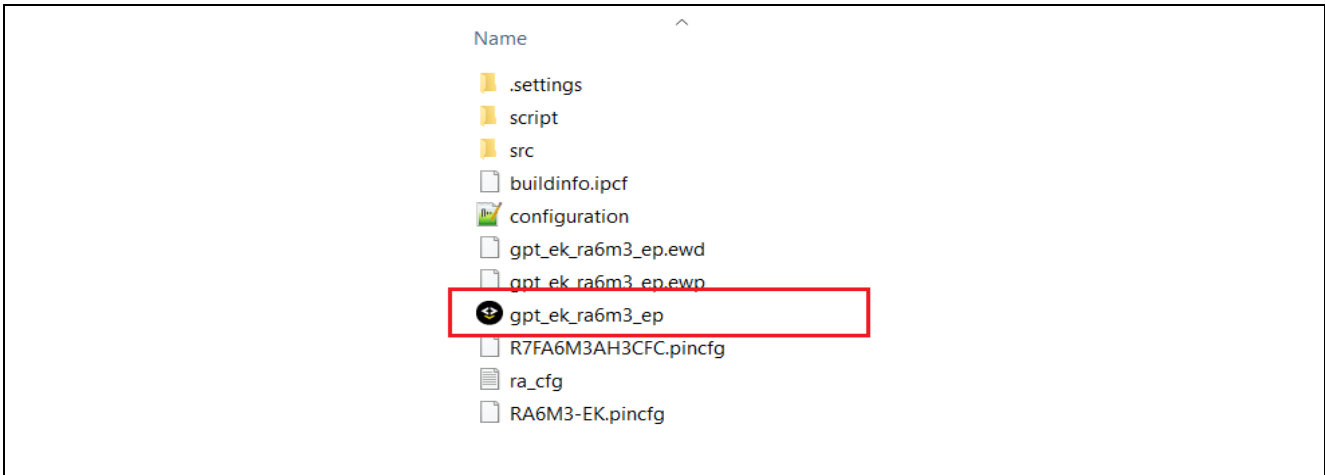 Name
.settings
script
src
buildinfo.ipcf
configuration
gpt_ek_ra6m3_ep.ewd
gpt_ek_ra6m3_ep.ewp
gpt_ek_ra6m3_ep
R7FA6M3AH3CFC.pincfg
ra_cfg
RA6M3-EK.pincfg